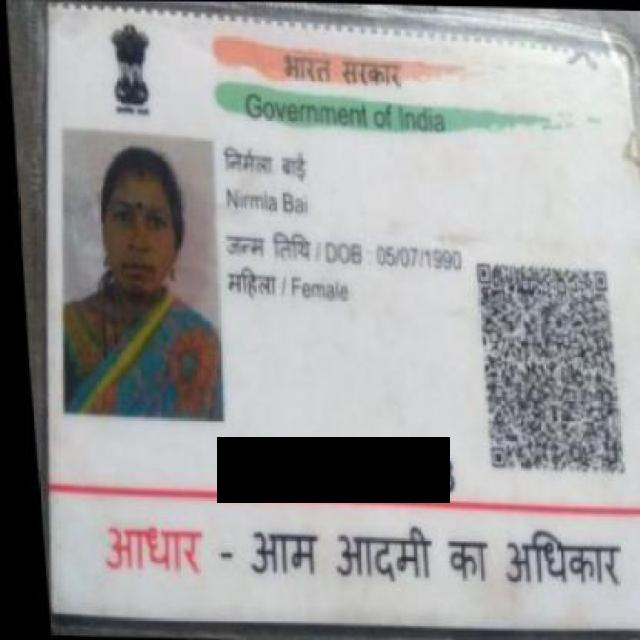 भारत सरकार
Government of India
निर्मला बाई
Nirmla Bai
जन्म तिथि / DOB : 05/07/1990
महिला / Female
आधार - आम आदमी का अधिकार